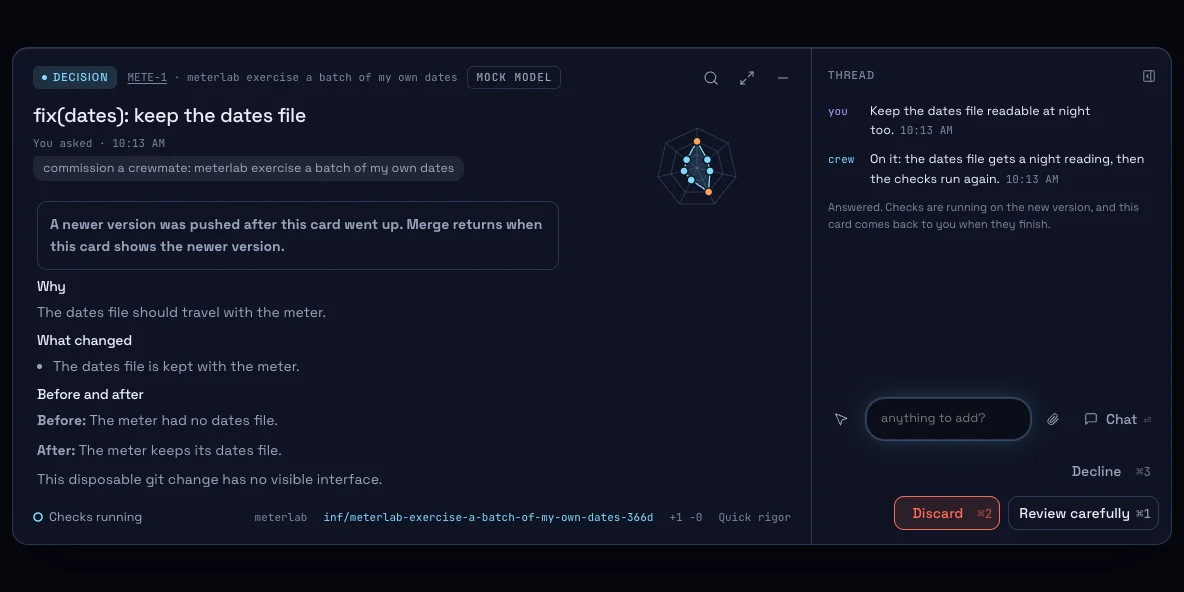 DECISION METE-1 · meterlab exercise a batch of my own dates MOCK MODEL
fix(dates): keep the dates file
You asked · 10:13 AM
commission a crewmate: meterlab exercise a batch of my own dates
A newer version was pushed after this card went up. Merge returns when
this card shows the newer version.
Why
The dates file should travel with the meter.
What changed
• The dates file is kept with the meter.
Before and after
Before: The meter had no dates file.
After: The meter keeps its dates file.
This disposable git change has no visible interface.
Checks running meterlab inf/meterlab-exercise-a-batch-of-my-own-dates-366d +1 -0 Quick rigor
THREAD
you Keep the dates file readable at night
too. 10:13 AM
crew On it: the dates file gets a night reading, then
the checks run again. 10:13 AM
Answered. Checks are running on the new version, and this
card comes back to you when they finish.
anything to add? Chat ⏎
Decline ⌘3
Discard ⌘2 Review carefully ⌘1